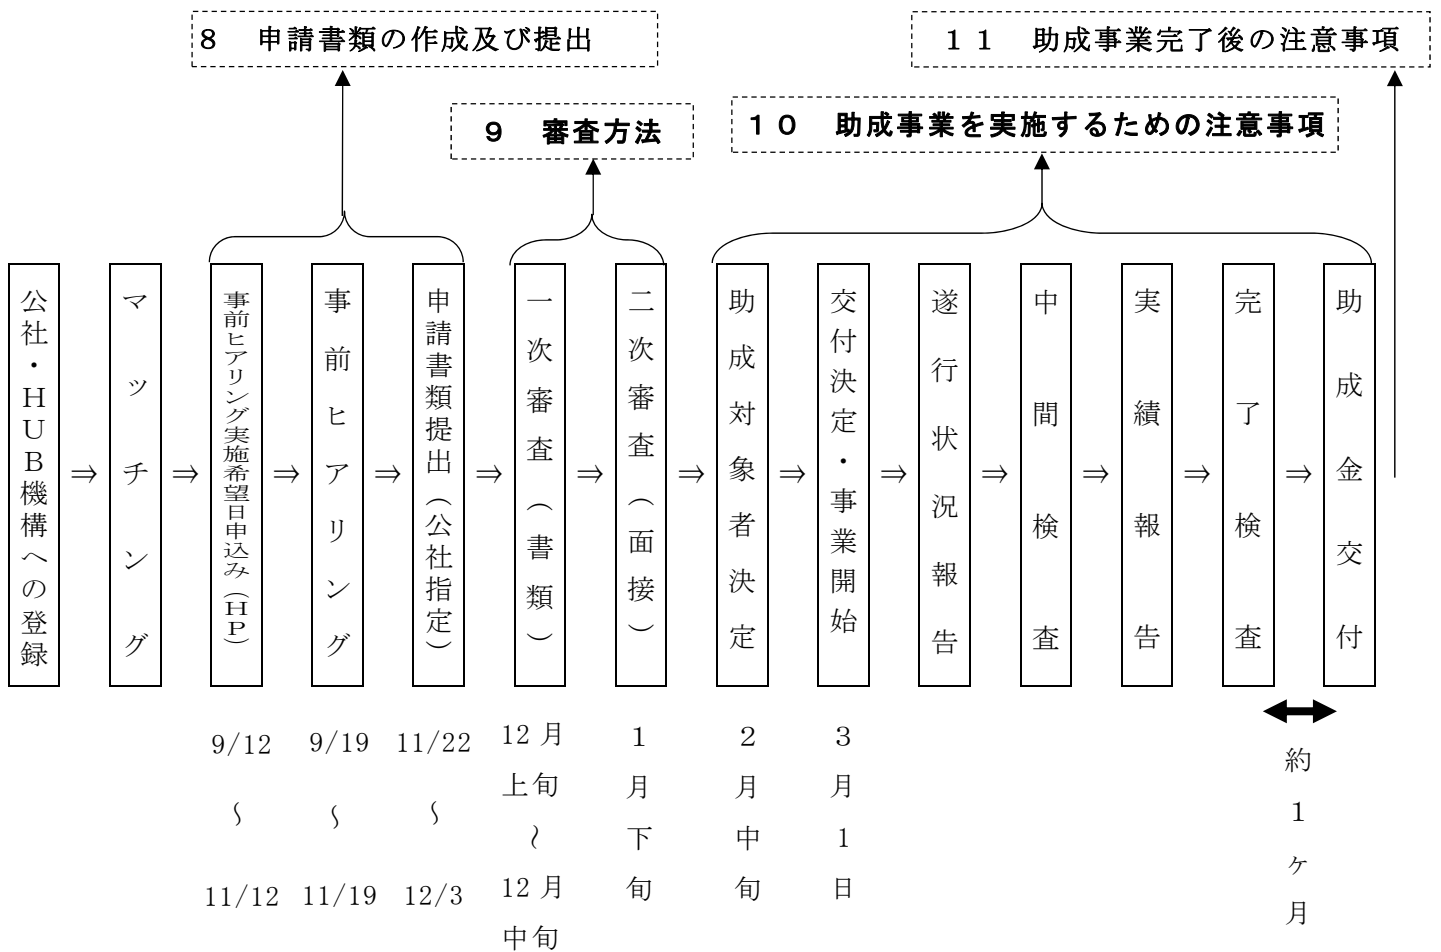 ８　申請書類の作成及び提出
１１　助成事業完了後の注意事項
９　審査方法
１０　助成事業を実施するための注意事項
公社・ＨＵＢ機構への登録
⇒
マッチング
⇒
事前ヒアリング実施希望日申込み（ＨＰ）
⇒
事前ヒアリング
⇒
申請書類提出（公社指定）
⇒
一次審査（書類）
⇒
二次審査（面接）
⇒
助成対象者決定
⇒
交付決定・事業開始
⇒
遂行状況報告
⇒
中間検査
⇒
実績報告
⇒
完了検査
⇒
助成金交付
9/12
～
11/12
9/19
～
11/19
11/22
～
12/3
12 月
上旬
～
12 月
中旬
１月下旬
２月中旬
３月１日
約１ヶ月